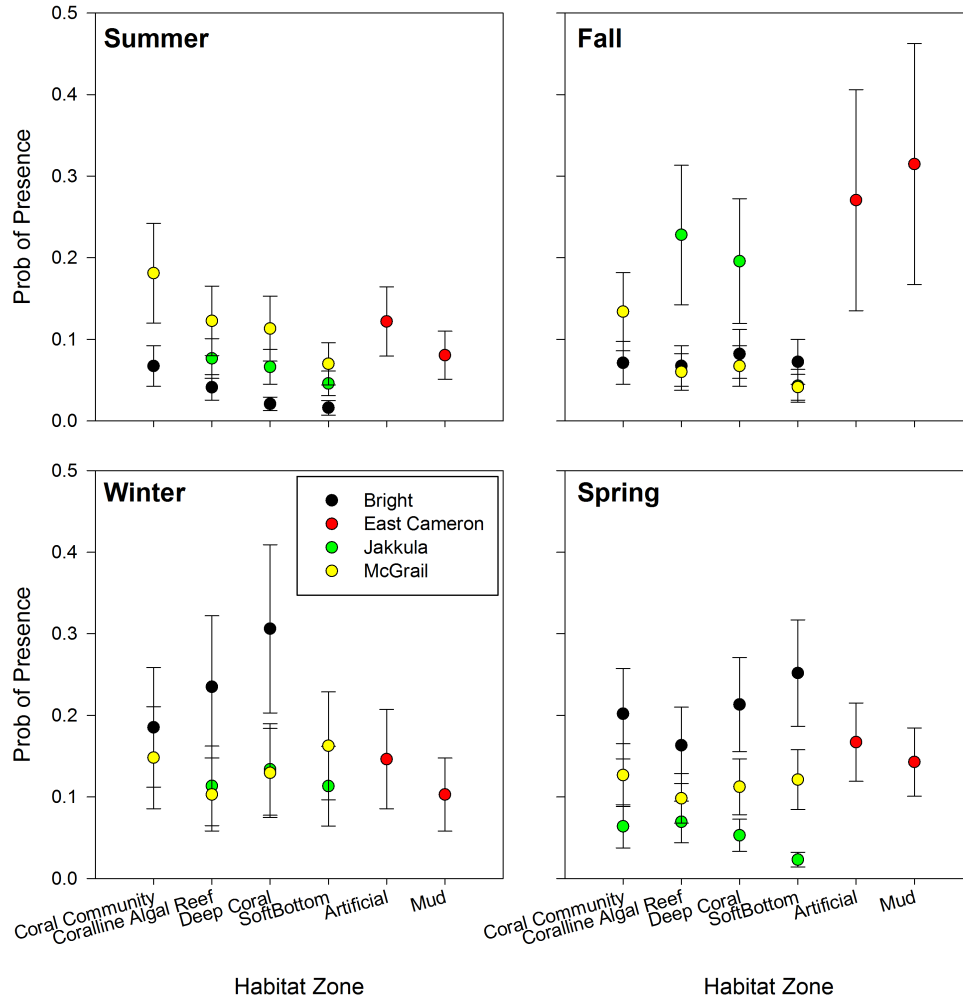 Summer
Fall
0.5
0.4
0.3
0.2
0.1
0.0
Prob of Presence
Winter
Spring
Bright
East Cameron
Jakkula
McGrail
0.5
0.4
0.3
0.2
0.1
0.0
Prob of Presence
Coral Community
Coralline Algal Reef
Deep Coral
SoftBottom
Artificial
Mud
Coral Community
Coralline Algal Reef
Deep Coral
SoftBottom
Artificial
Mud
Habitat Zone
Habitat Zone